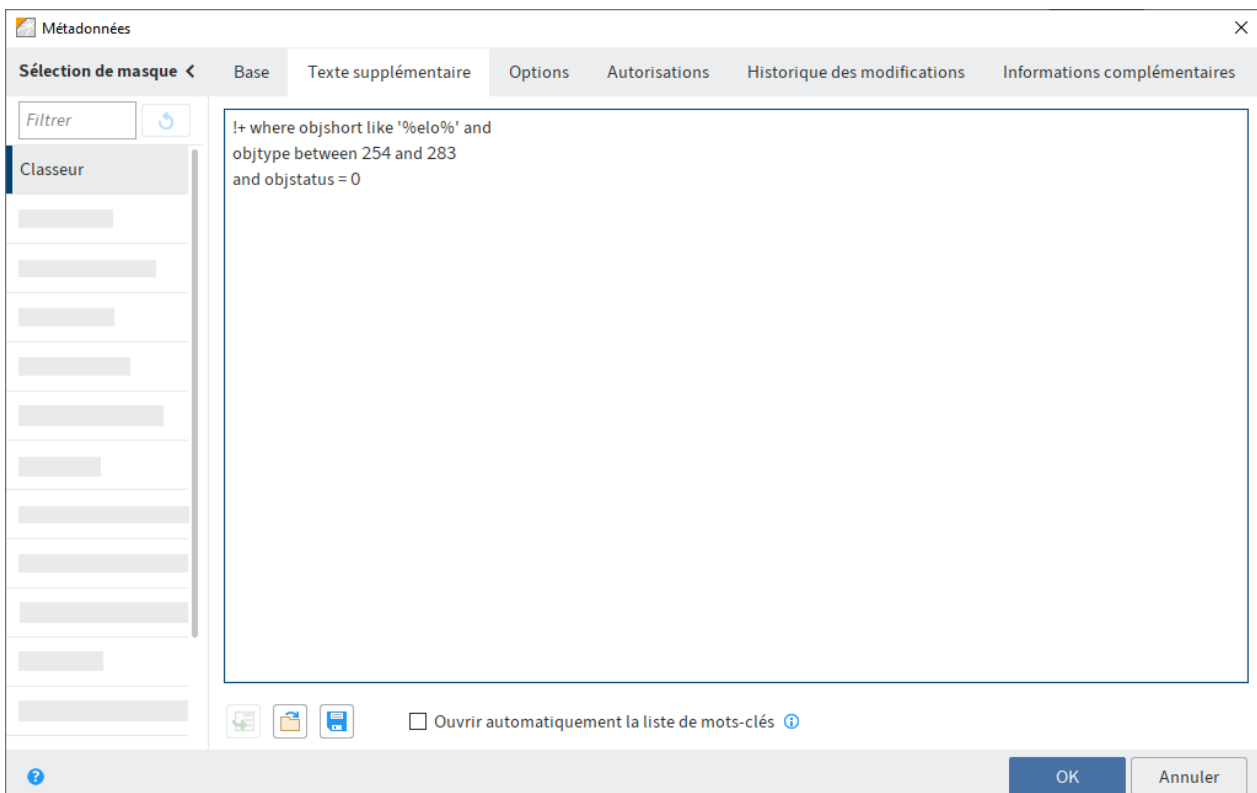 Métadonnées
Sélection de masque
Base
Texte supplémentaire
Options
Autorisations
Historique des modifications
Informations complémentaires
Filtrer
Classeur
!+ where objshort like '%elo%' and
objtype between 254 and 283
and objstatus = 0
Ouvrir automatiquement la liste de mots-clés
OK
Annuler